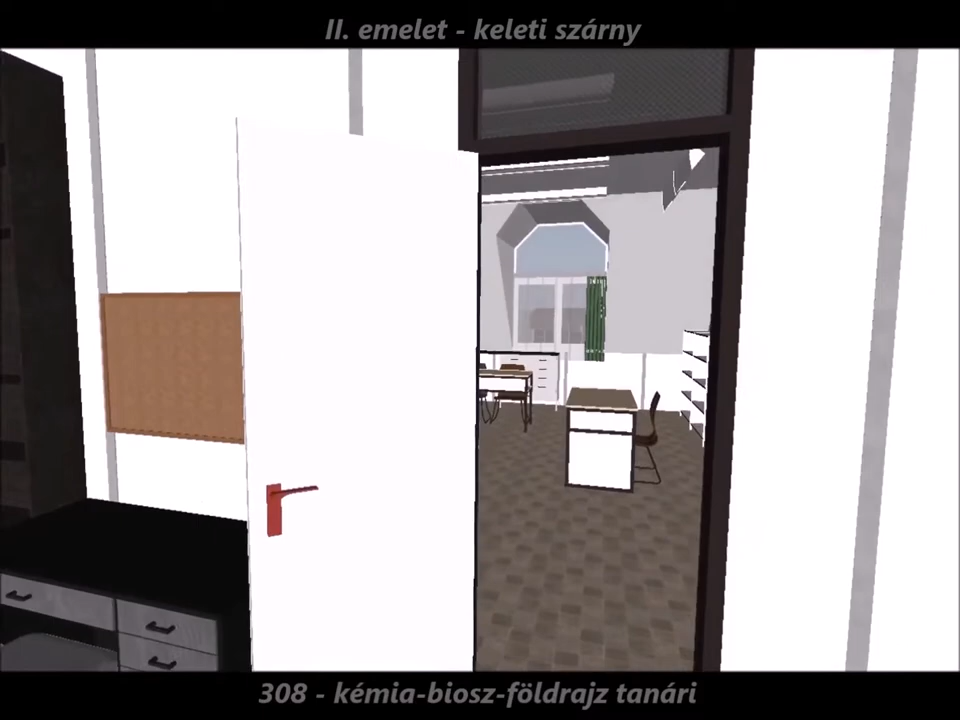 II. emelet - keleti szárny
308 - kémia-biosz-földrajz tanári